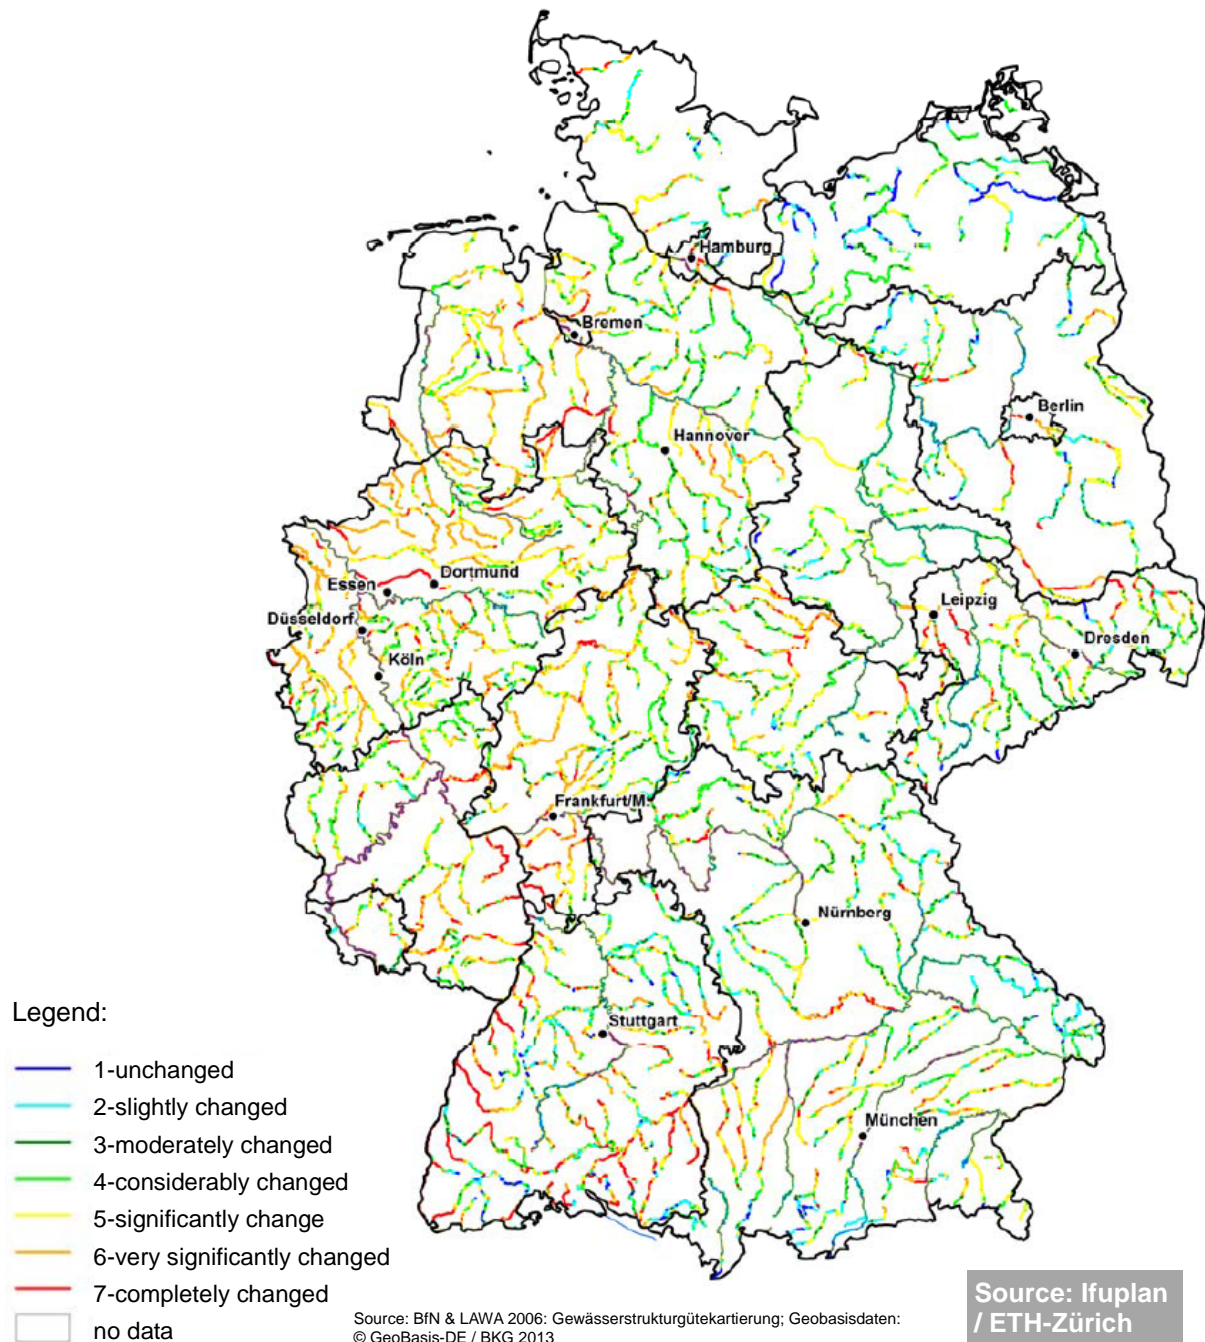 Hamburg
Bremen
Berlin
Hannover
Dortmund
Essen
Düsseldorf
Leipzig
Dresden
Köln
Frankfurt/M.
Nürnberg
Stuttgart
München
Legend:
1-unchanged
2-slightly changed
3-moderately changed
4-considerably changed
5-significantly change
6-very significantly changed
7-completely changed
no data
Source: BfN & LAWA 2006: Gewässerstrukturgütekartierung; Geobasisdaten:
© GeoBasis-DE / BKG 2013
Source: Ifuplan
/ ETH-Zürich